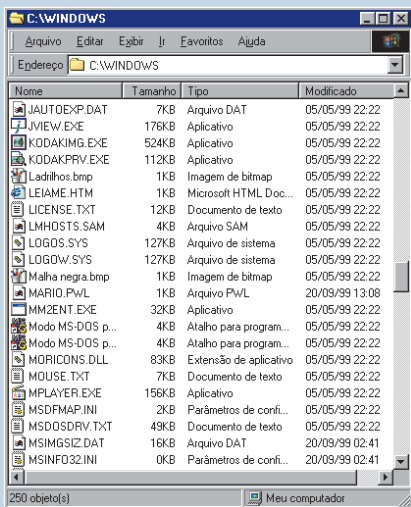 C:\WINDOWS
Arquivo Editar Exibir Ir Favoritos Ajuda
Endereço C:\WINDOWS
Nome Tamanho Tipo Modificado
JAUTOEXP.DAT 7KB Arquivo DAT 05/05/99 22:22
JVIEW.EXE 176KB Aplicativo 05/05/99 22:22
KODAKIMG.EXE 524KB Aplicativo 05/05/99 22:22
KODAKPRV.EXE 112KB Aplicativo 05/05/99 22:22
Ladrilhos.bmp 1KB Imagem de bitmap 05/05/99 22:22
LEIAME.HTM 1KB Microsoft HTML Doc... 05/05/99 22:22
LICENSE.TXT 12KB Documento de texto 05/05/99 22:22
LMHOSTS.SAM 4KB Arquivo SAM 05/05/99 22:22
LOGOS.SYS 127KB Arquivo de sistema 05/05/99 22:22
LOGOW.SYS 127KB Arquivo de sistema 05/05/99 22:22
Malha negra.bmp 1KB Imagem de bitmap 05/05/99 22:22
MARIO.PWL 1KB Arquivo PWL 20/09/99 13:08
MM2ENT.EXE 32KB Aplicativo 05/05/99 22:22
Modo MS-DOS p... 4KB Atalho para program... 05/05/99 22:22
Modo MS-DOS p... 4KB Atalho para program... 05/05/99 22:22
MORICONS.DLL 83KB Extensão de aplicativo 05/05/99 22:22
MOUSE.TXT 7KB Documento de texto 05/05/99 22:22
MPLAYER.EXE 156KB Aplicativo 05/05/99 22:22
MSDFMAP.INI 2KB Parâmetros de confi... 05/05/99 22:22
MSDOSDRV.TXT 49KB Documento de texto 05/05/99 22:22
MSIMGSIZ.DAT 16KB Arquivo DAT 20/09/99 02:41
MSINFO32.INI 0KB Parâmetros de confi... 20/09/99 02:41
250 objeto(s) Meu computador